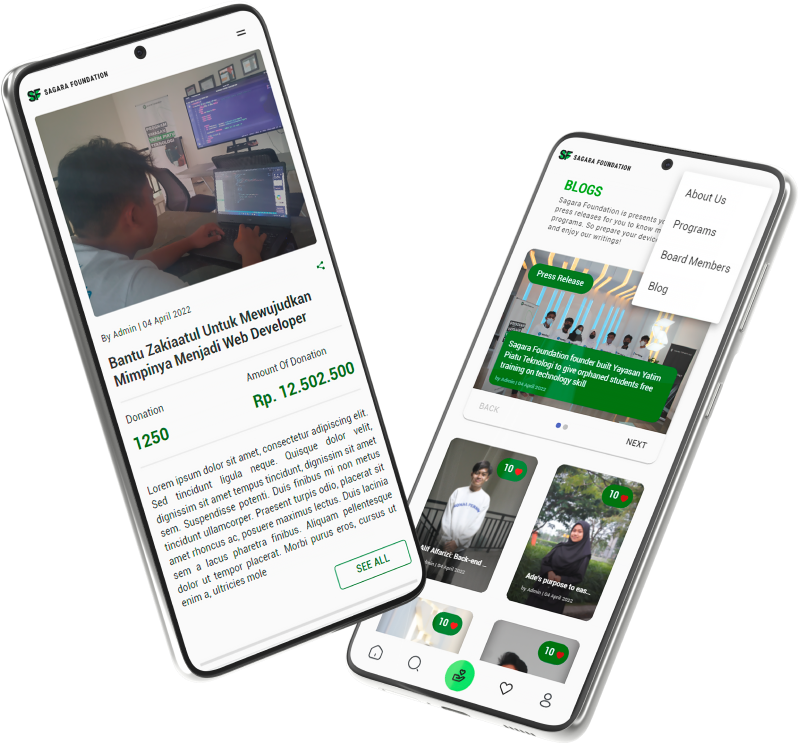 SF SAGARA FOUNDATION
By Admin | 04 April 2022
Bantu Zakiaatul Untuk Mewujudkan
Mimpinya Menjadi Web Developer
Donation
1250
Amount Of Donation
Rp. 12.502.500
Lorem ipsum dolor sit amet, consectetur adipiscing elit.
Sed tincidunt ligula neque. Quisque dolor velit,
dignissim sit amet tempus tincidunt, dignissim sit amet
sem. Suspendisse potenti. Duis finibus mi non metus
tincidunt ullamcorper. Praesent turpis odio, placerat sit
amet rhoncus ac, posuere maximus lectus. Duis lacinia
sem a lacus pharetra finibus. Aliquam pellentesque
dolor ut tempor placerat. Morbi purus eros, cursus ut
enim a, ultricies mole
SEE ALL
SF SAGARA FOUNDATION
BLOGS
Sagara Foundation is presents
press releases for you to know
programs. So prepare your
and enjoy our writings!
About Us
Programs
Board Members
Blog
Press Release
Sagara Foundation founder built Yayasan Yatim
Piatu Teknologi to give orphaned students free
training on technology skill
by Admin | 04 April 2022
BACK
NEXT
10
Alif Alfarizi: Back-end ...
| 04 April 2022
10
Ade's purpose to eas...
by Admin | 04 April 2022
10
10